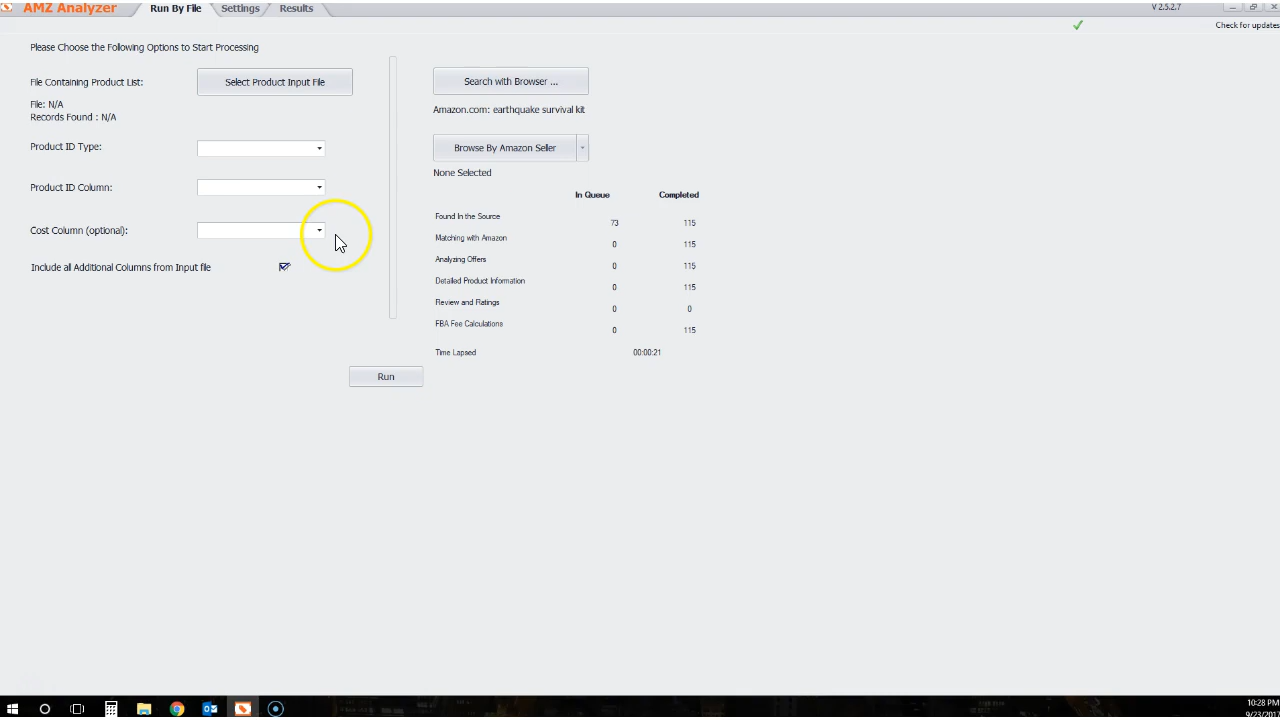 AMZ Analyzer Run By File Settings Results V 2.5.2.7
Check for updates
Please Choose the Following Options to Start Processing
File Containing Product List: Select Product Input File
File: N/A
Records Found : N/A
Product ID Type:
Product ID Column:
Cost Column (optional):
Include all Additional Columns from Input file
Search with Browser ...
Amazon.com: earthquake survival kit
Browse By Amazon Seller
None Selected
In Queue Completed
Found In the Source 73 115
Matching with Amazon 0 115
Analyzing Offers 0 115
Detailed Product Information 0 115
Review and Ratings 0 0
FBA Fee Calculations 0 115
Time Lapsed 00:00:21
Run
10:28 PM